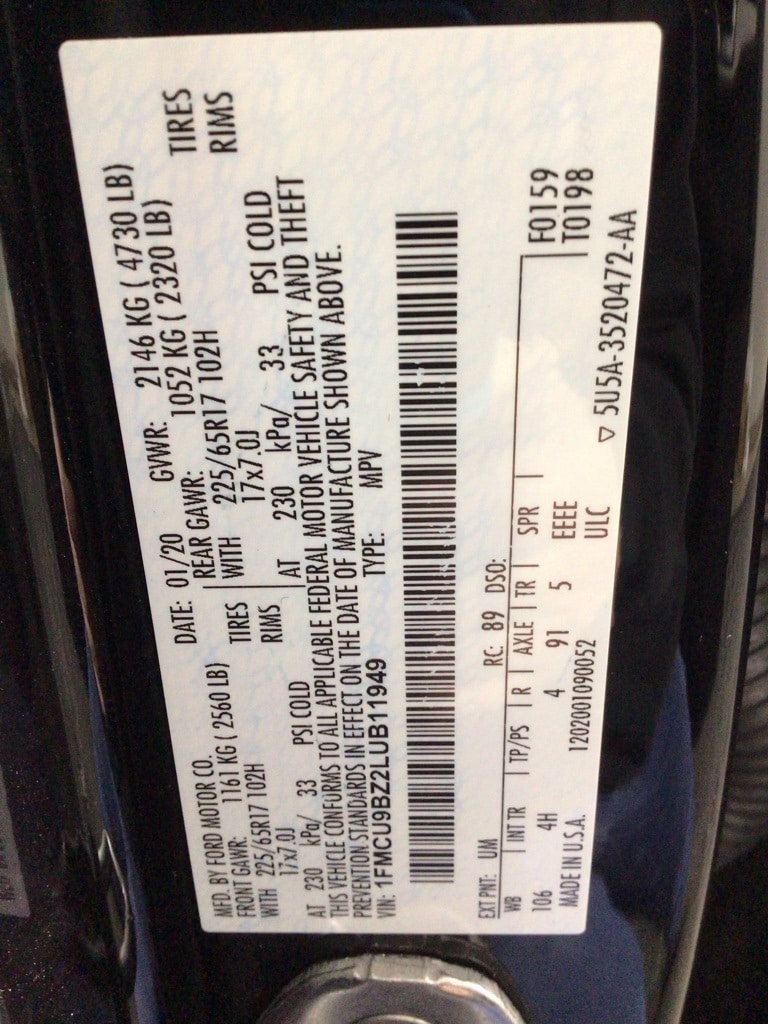 MFD. BY FORD MOTOR CO. DATE: 01/20 GVWR: 2146 KG ( 4730 LB)
FRONT GAWR: 1161 KG ( 2560 LB) REAR GAWR: 1052 KG ( 2320 LB)
WITH 225/65R17 102H TIRES WITH 225/65R17 102H TIRES
17x7.0J RIMS 17x7.0J RIMS
AT 230 kPa/ 33 PSI COLD AT 230 kPa/ 33 PSI COLD
THIS VEHICLE CONFORMS TO ALL APPLICABLE FEDERAL MOTOR VEHICLE SAFETY AND THEFT
PREVENTION STANDARDS IN EFFECT ON THE DATE OF MANUFACTURE SHOWN ABOVE.
VIN: 1FMCU9BZ2LUB11949 TYPE: MPV
EXT PNT: UM RC: 89 DSO: F0159
WB INT TR TP/PS R AXLE TR SPR T0198
106 4H 4 91 5 EEEE
ULC
MADE IN U.S.A. 1202001090052 ▽ 5U5A-3520472-AA